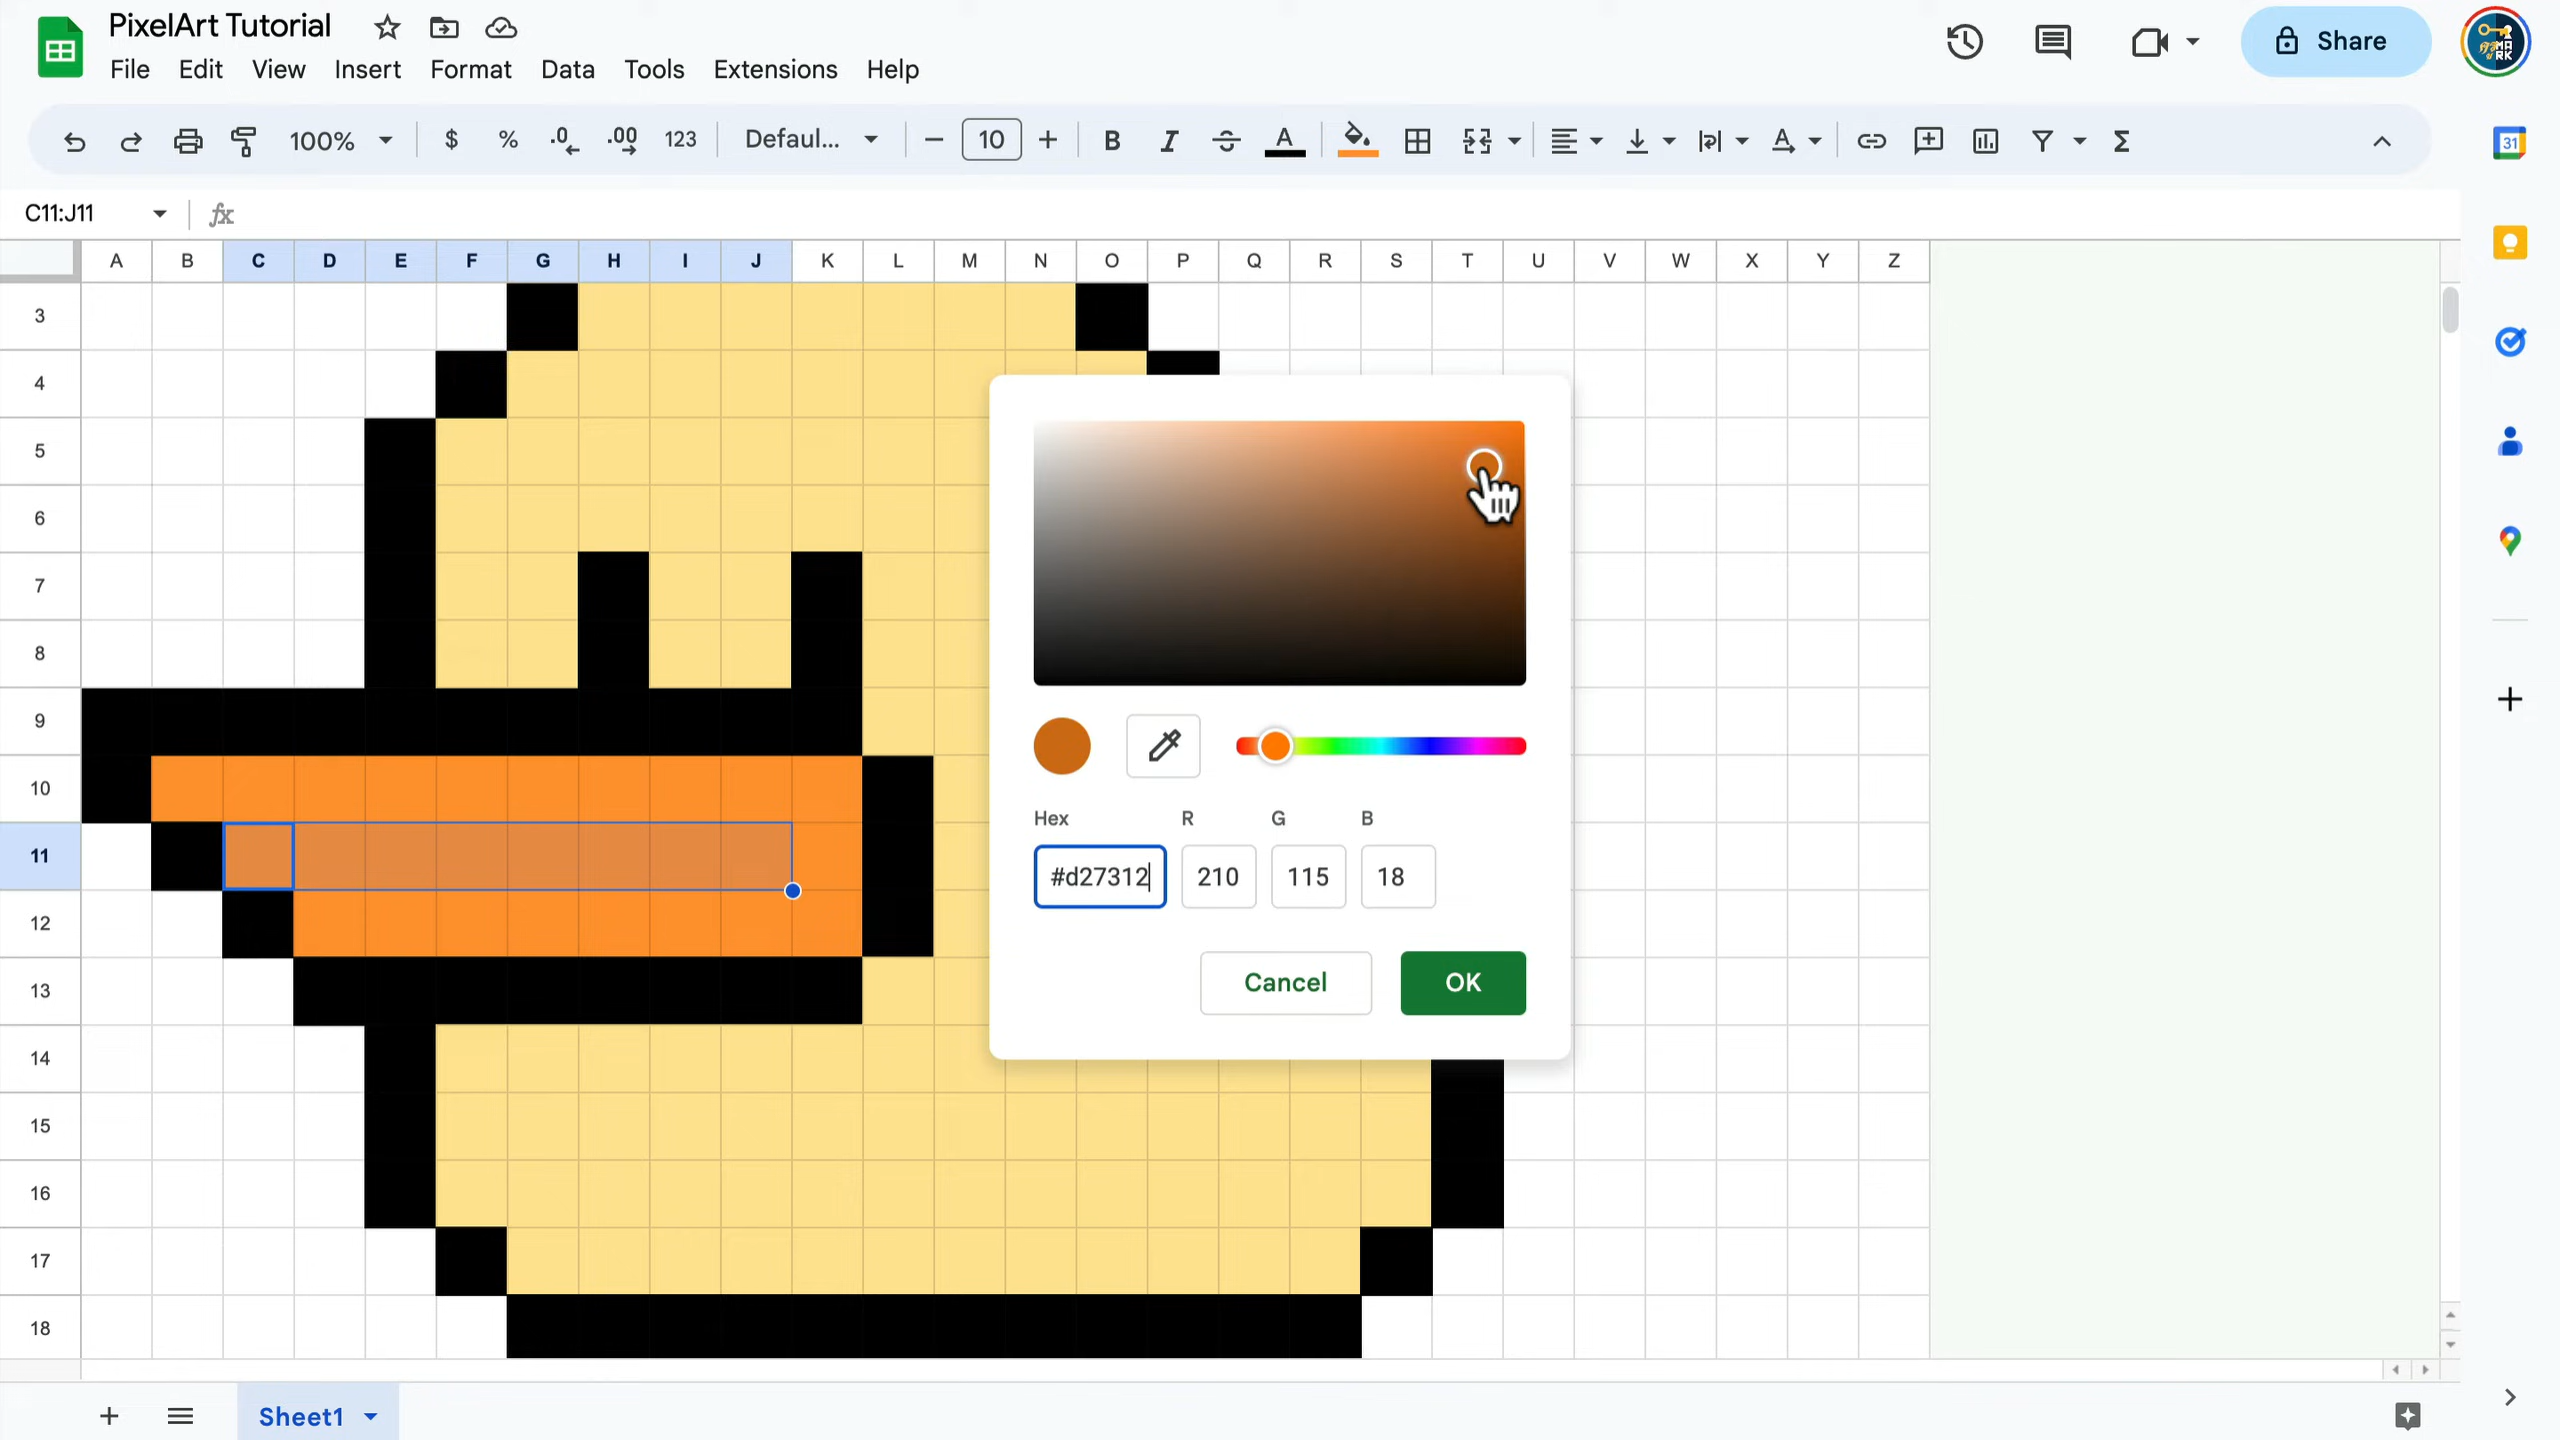 PixelArt Tutorial
File Edit View Insert Format Data Tools Extensions Help
Share
100% $ % .0 .00 123 Defaul... 10 B I A
31
C11:J11 fx
A B C D E F G H I J K L M N O P Q R S T U V W X Y Z
3
4
5
6
7
8
9
10
11
12
13
14
15
16
17
18
Hex R G B
#d27312 210 115 18
Cancel OK
Sheet1